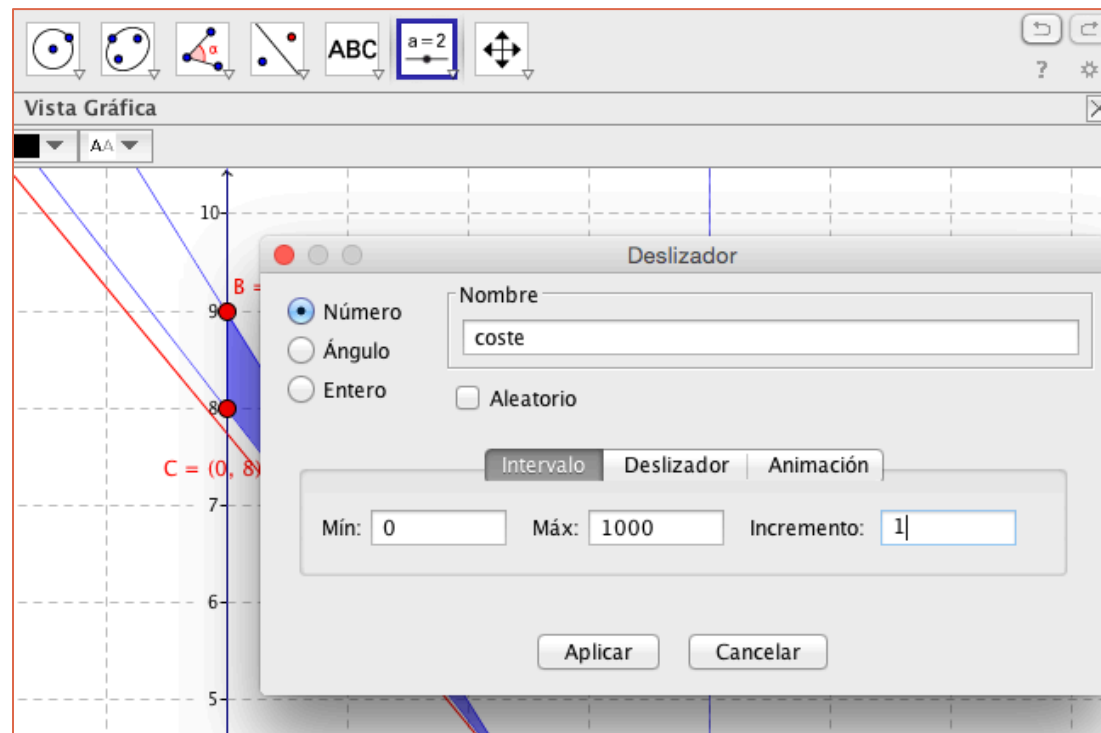 ABC
a=2
?
Vista Gráfica
AA
10
B =
9
8
C = (0, 8)
7
6
5
Deslizador
Número
Ángulo
Entero
Nombre
coste
Aleatorio
Intervalo Deslizador Animación
Mín: 0 Máx: 1000 Incremento: 1
Aplicar Cancelar